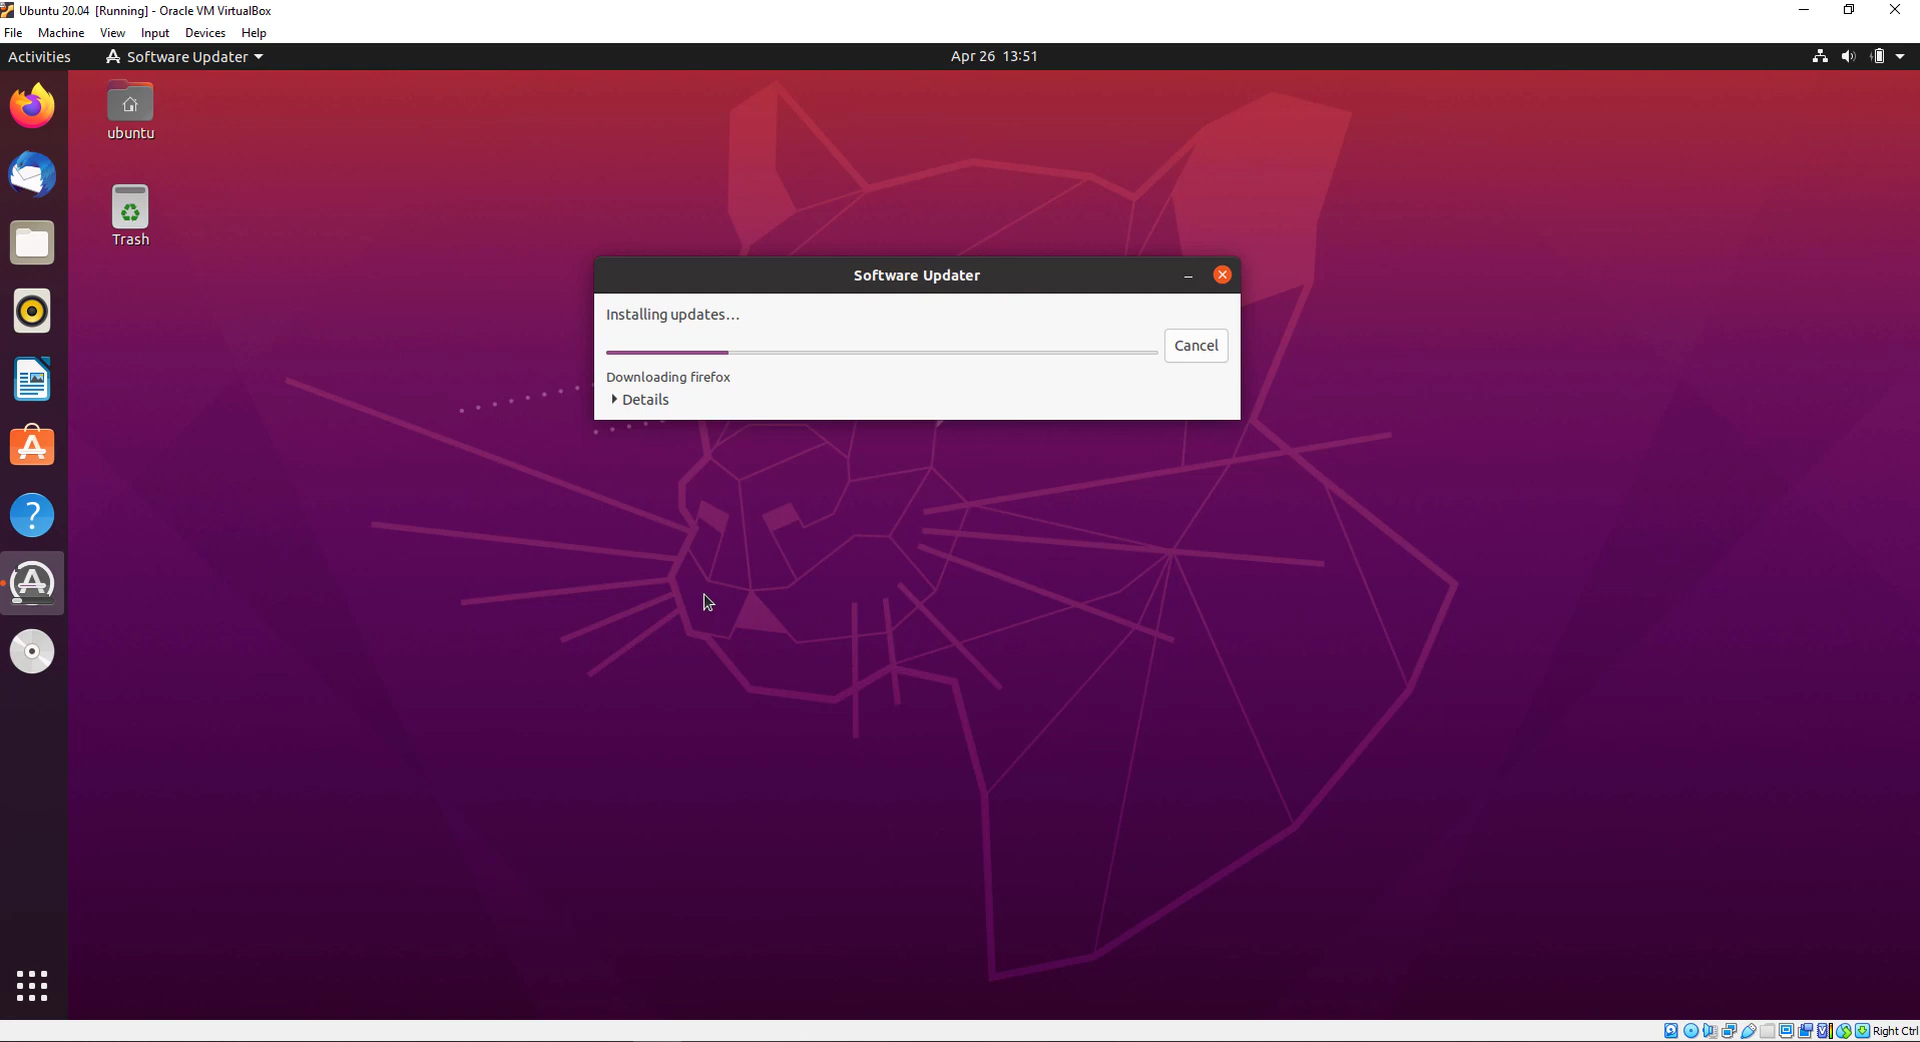 Ubuntu 20.04 [Running] - Oracle VM VirtualBox
File Machine View Input Devices Help
Activities Software Updater Apr 26 13:51
ubuntu
Trash
Software Updater
Installing updates...
Cancel
Downloading firefox
Details
Right Ctrl